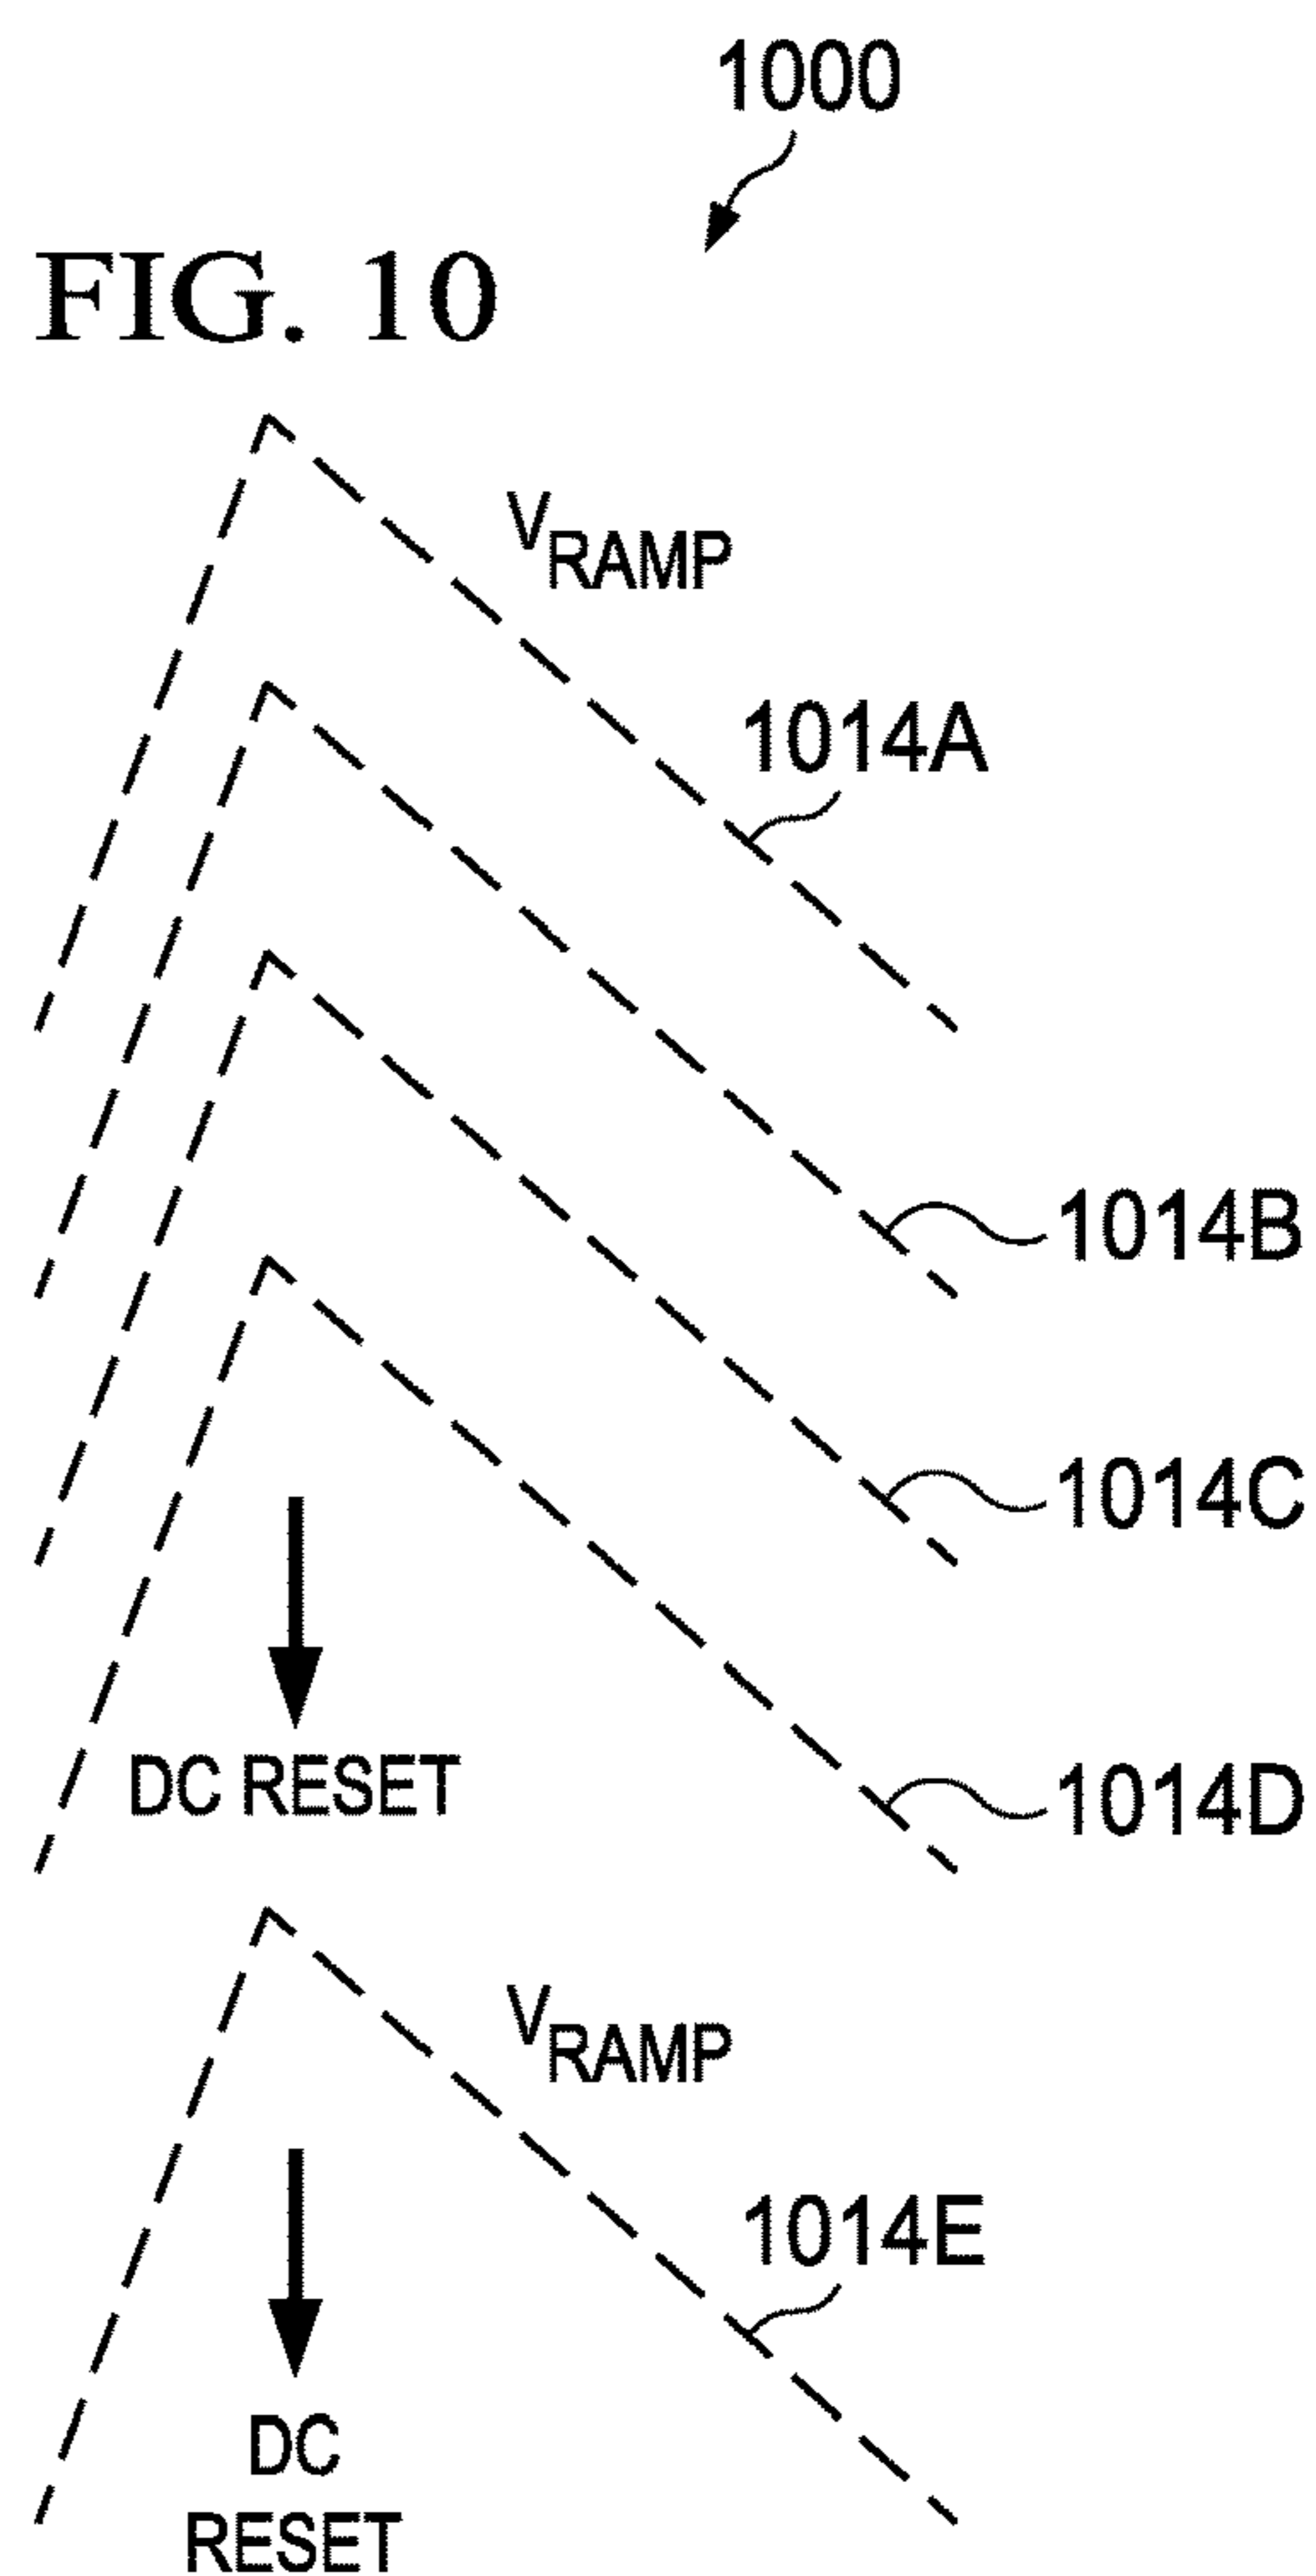 1000
FIG. 10
VRAMP
1014A
1014B
1014C
DC RESET
1014D
VRAMP
1014E
DC
RESET